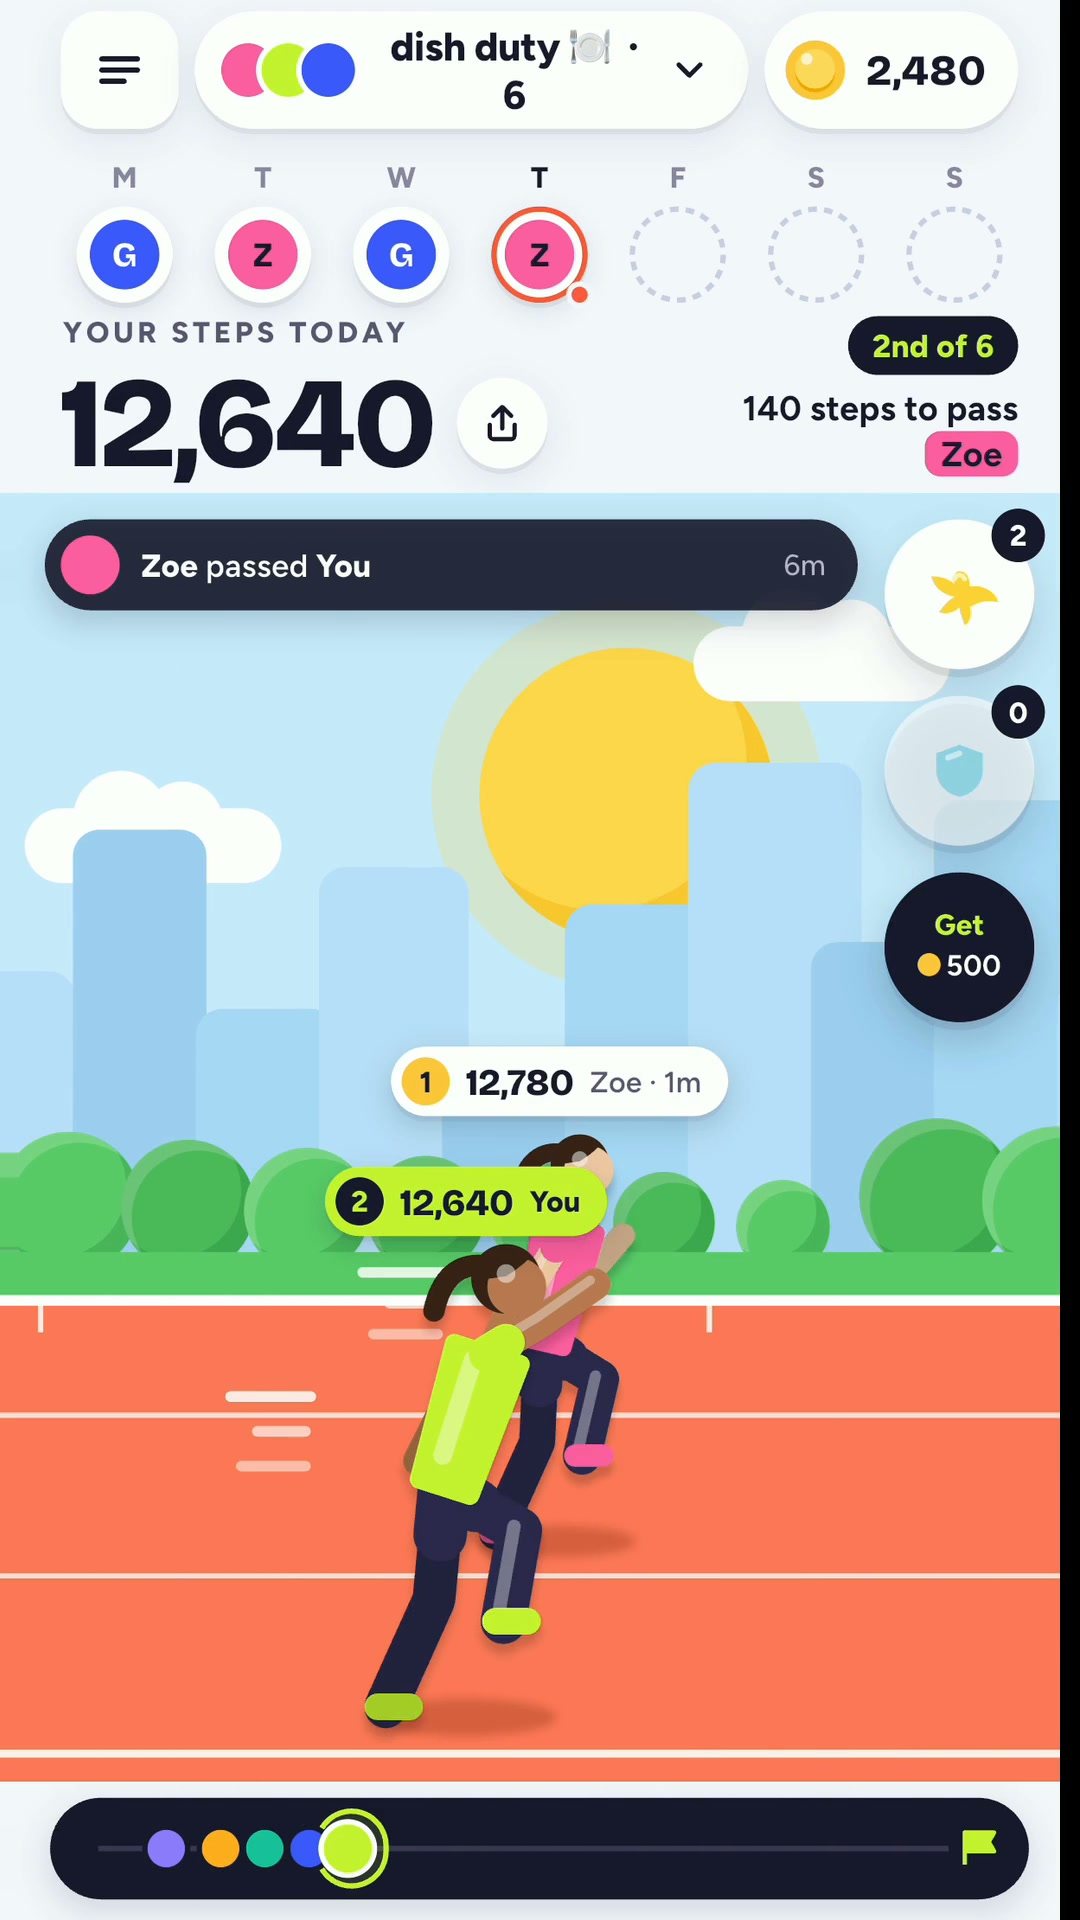 dish duty 🍽️ ·
6
2,480
M T W T F S S
G Z G Z
YOUR STEPS TODAY
12,640
2nd of 6
140 steps to pass
Zoe
Zoe passed You 6m
2
0
Get
500
1 12,780 Zoe · 1m
2 12,640 You